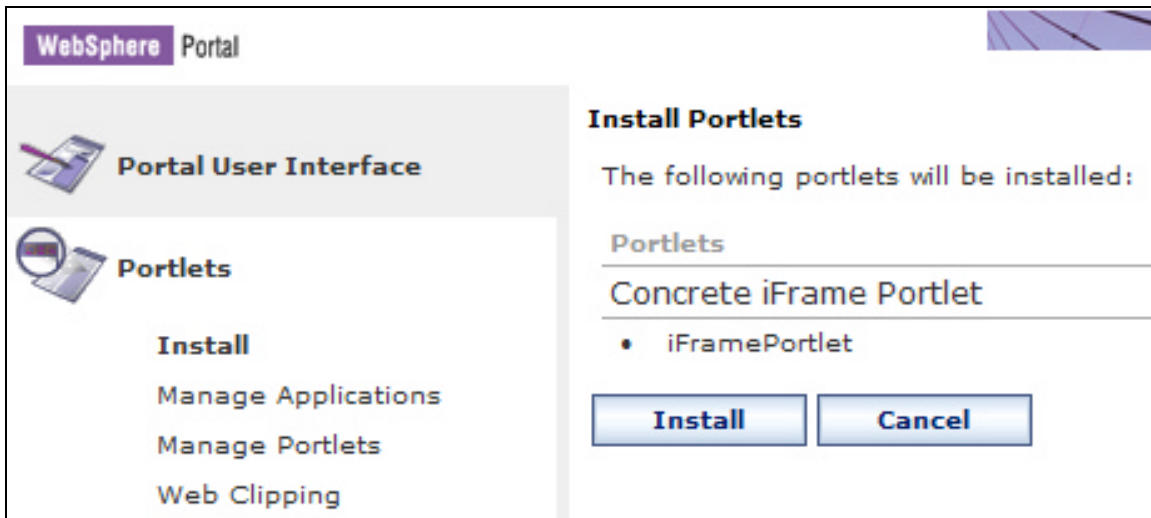 WebSphere Portal
Portal User Interface
Portlets
Install
Manage Applications
Manage Portlets
Web Clipping
Install Portlets
The following portlets will be installed:
Portlets
Concrete iFrame Portlet
• iFramePortlet
Install Cancel